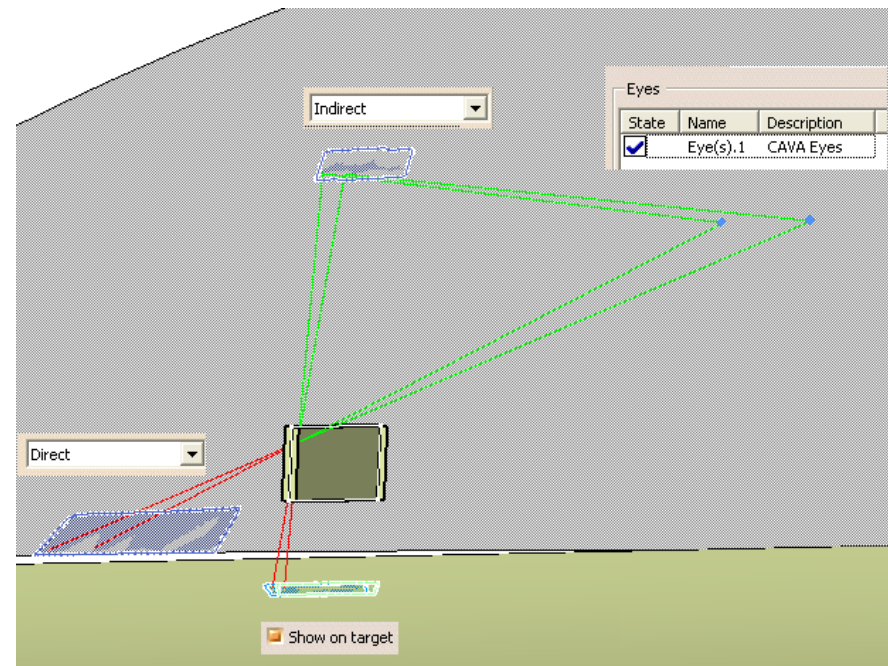 Indirect
Eyes
State Name Description
Eye(s).1 CAVA Eyes
Direct
Show on target